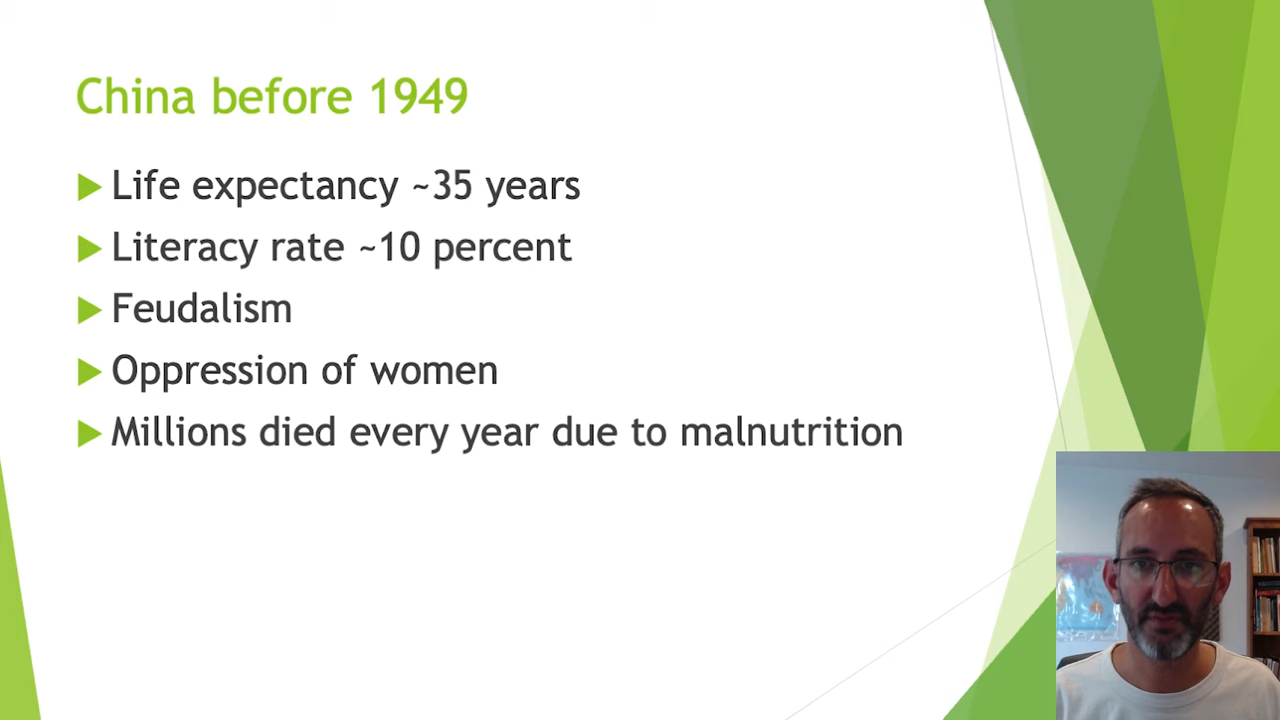 China before 1949
Life expectancy ~35 years
Literacy rate ~10 percent
Feudalism
Oppression of women
Millions died every year due to malnutrition